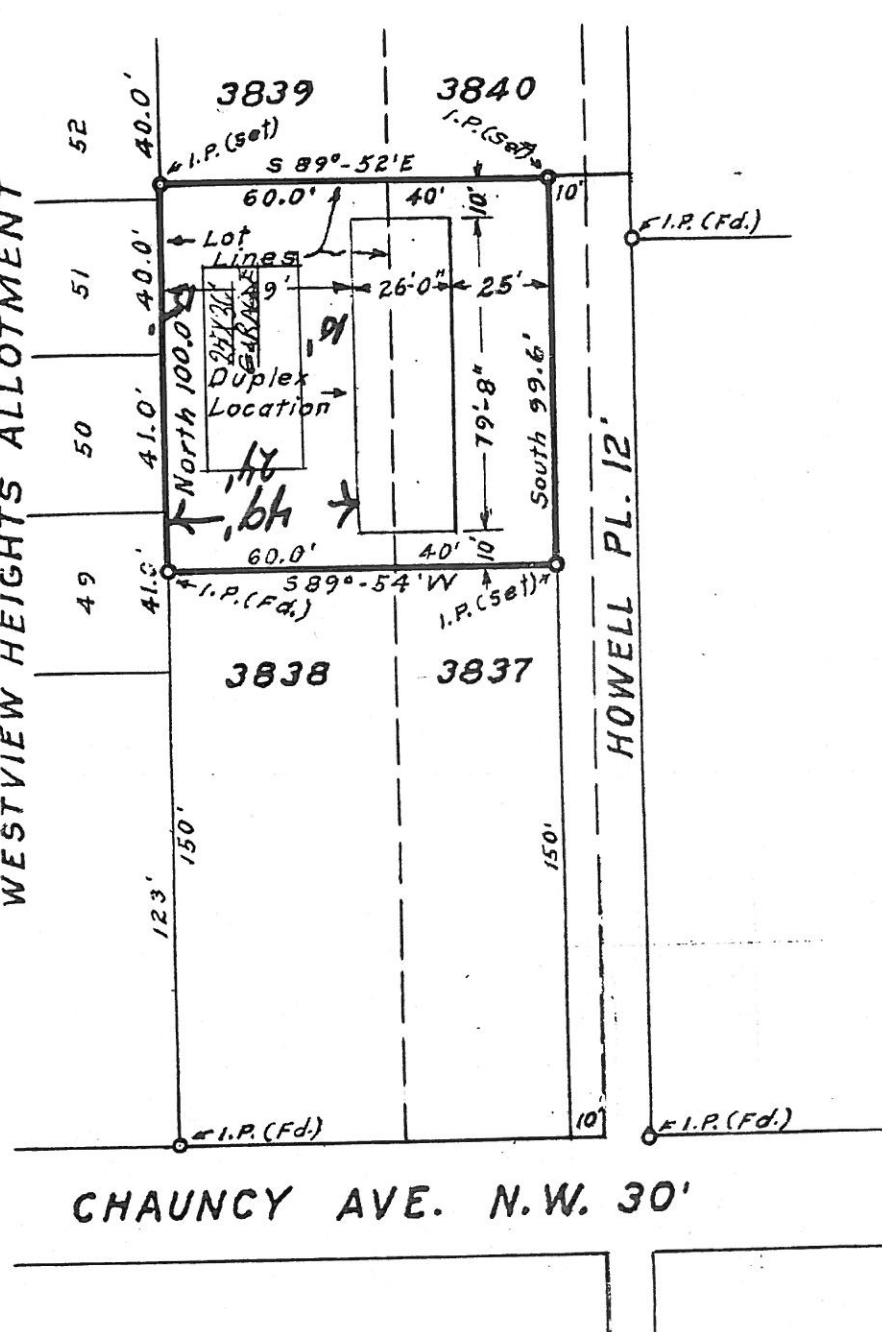 3839
3840
I.P. (Set)
I.P. (Set)
S 89°-52'E
60.0'
40'
10'
10'
I.P. (Fd.)
52
40.0'
51
40.0'
50
41.0'
49
41.0'
WESTVIEW HEIGHTS ALLOTMENT
Lot
Lines
9'
26'-0"
25'
GARAGE
North 100.0'
16'
Duplex
Location
79'-8"
South 99.6'
24'
49'
60.0'
40'
10'
S 89°-54'W
I.P. (Fd.)
I.P. (Set)
3838
3837
HOWELL PL. 12'
150'
123'
150'
10'
I.P. (Fd.)
I.P. (Fd.)
CHAUNCY AVE. N.W. 30'